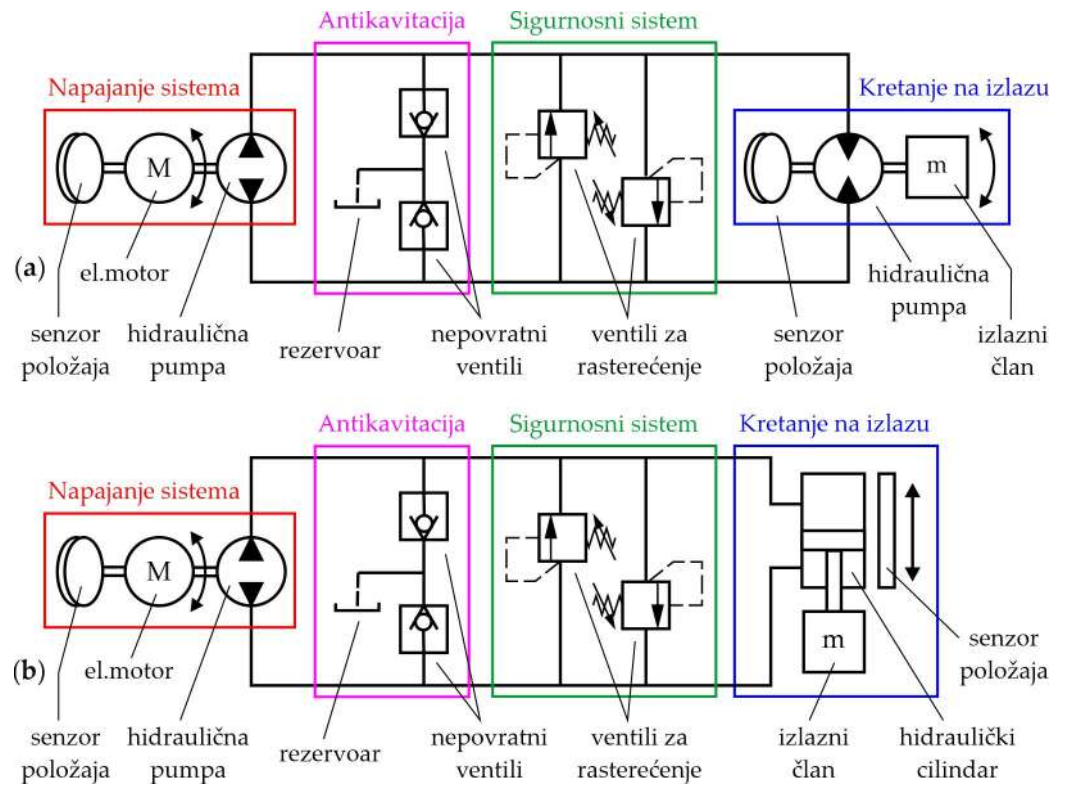 Antikavitacija
Sigurnosni sistem
Napajanje sistema
Kretanje na izlazu
M
m
(a)
el.motor
hidraulična
pumpa
senzor
položaja
hidraulična
pumpa
rezervoar
nepovratni
ventili
ventili za
rasterećenje
senzor
položaja
izlazni
član
Antikavitacija
Sigurnosni sistem
Kretanje na izlazu
Napajanje sistema
M
m
(b)
el.motor
senzor
položaja
senzor
položaja
hidraulična
pumpa
rezervoar
nepovratni
ventili
ventili za
rasterećenje
izlazni
član
hidraulički
cilindar